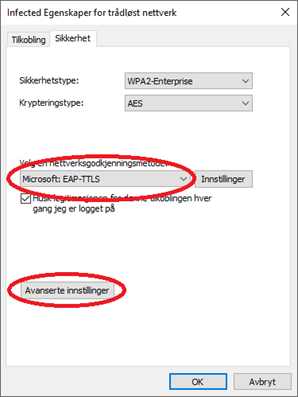 Infected Egenskaper for trådløst nettverk
Tilkobling Sikkerhet
Sikkerhetstype: WPA2-Enterprise
Krypteringstype: AES
Velg en nettverksgodkjenningsmetode:
Microsoft: EAP-TTLS Innstillinger
Husk legitimasjonen for denne tilkoblingen hver
gang jeg er logget på
Avanserte innstillinger
OK Avbryt